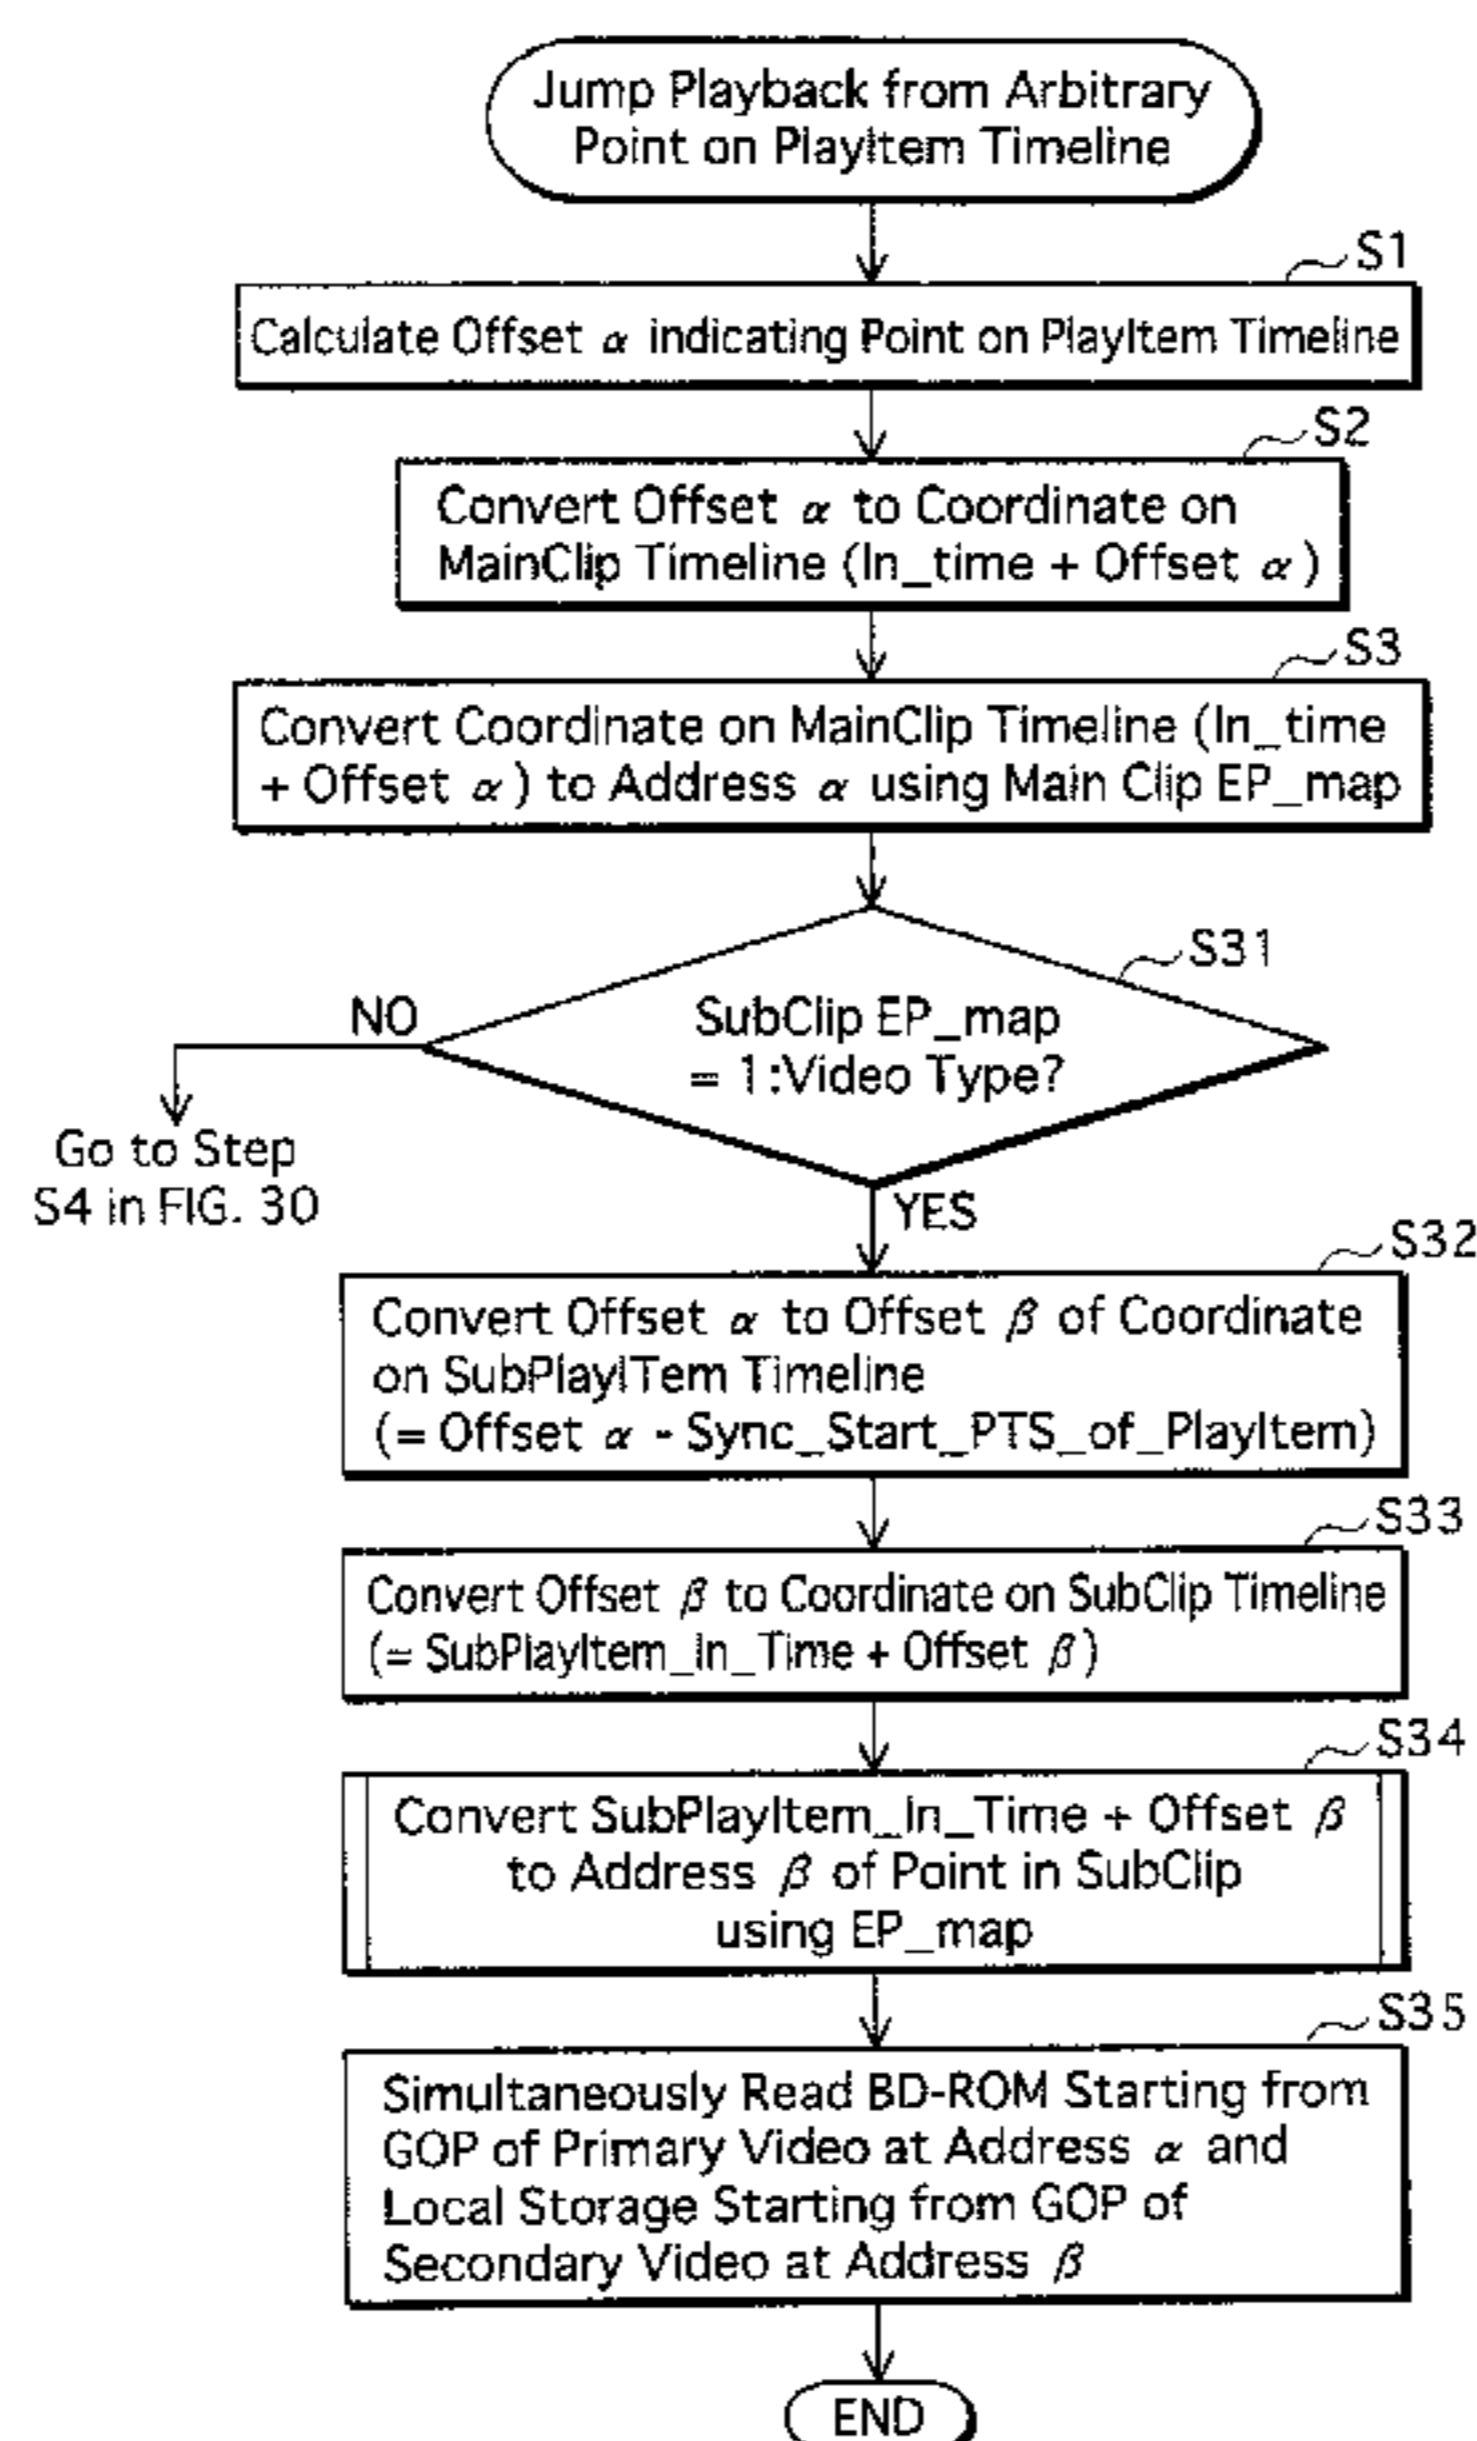 Jump Playback from Arbitrary
Point on PlayItem Timeline
S1
Calculate Offset α indicating Point on PlayItem Timeline
S2
Convert Offset α to Coordinate on
MainClip Timeline (In_time + Offset α)
S3
Convert Coordinate on MainClip Timeline (In_time
+ Offset α) to Address α using Main Clip EP_map
S31
SubClip EP_map
= 1:Video Type?
NO
Go to Step
S4 in FIG. 30
YES
S32
Convert Offset α to Offset β of Coordinate
on SubPlayITem Timeline
(= Offset α - Sync_Start_PTS_of_PlayItem)
S33
Convert Offset β to Coordinate on SubClip Timeline
(= SubPlayItem_In_Time + Offset β)
S34
Convert SubPlayItem_In_Time + Offset β
to Address β of Point in SubClip
using EP_map
S35
Simultaneously Read BD-ROM Starting from
GOP of Primary Video at Address α and
Local Storage Starting from GOP of
Secondary Video at Address β
END